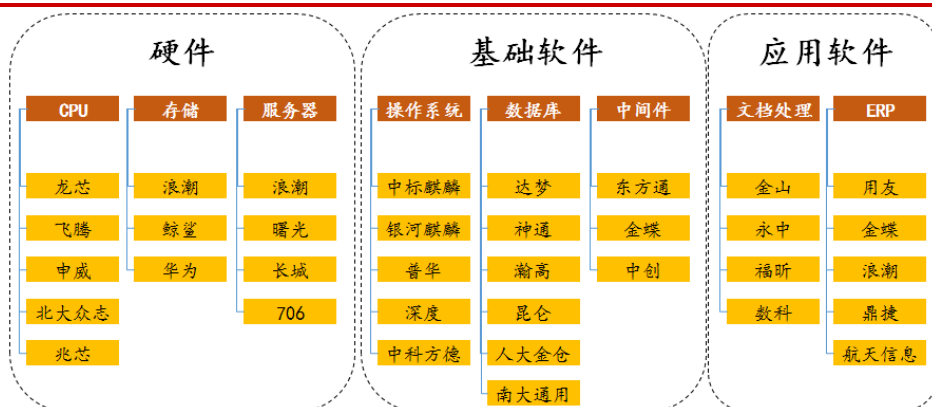 硬件
基础软件
应用软件
CPU
存储
服务器
操作系统
数据库
中间件
文档处理
ERP
龙芯
浪潮
浪潮
中标麒麟
达梦
东方通
金山
用友
飞腾
鲸鲨
曙光
银河麒麟
神通
金蝶
永中
金蝶
申威
华为
长城
普华
瀚高
中创
福昕
浪潮
北大众志
706
深度
昆仑
数科
鼎捷
兆芯
中科方德
人大金仓
航天信息
南大通用